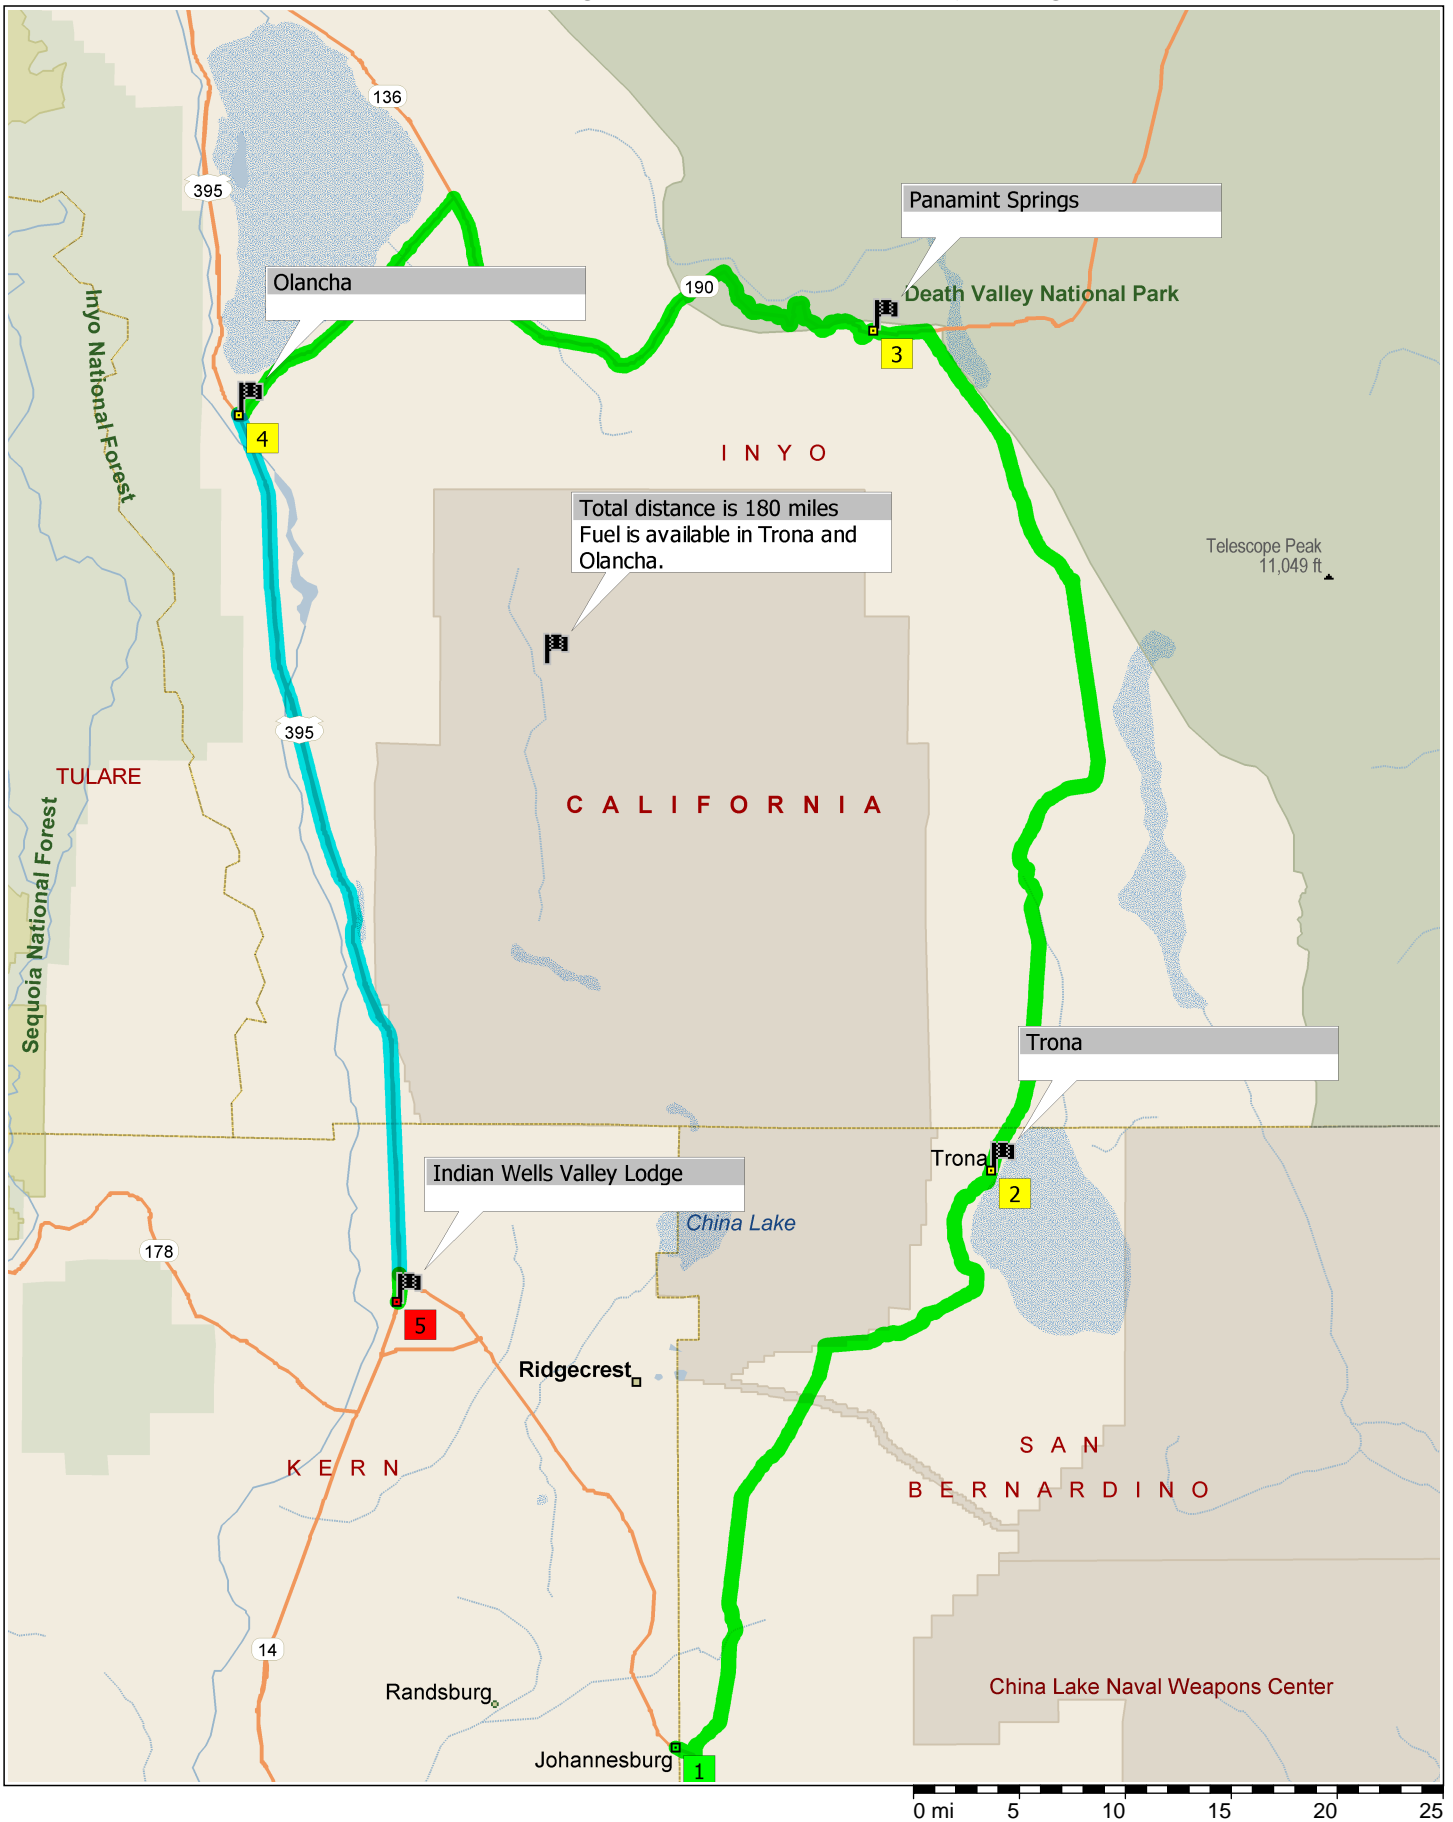 136
395
Panamint Springs
Olancha
190
Death Valley National Park
3
Inyo National Forest
4
I N Y O
Total distance is 180 miles
Fuel is available in Trona and
Olancha.
Telescope Peak
11,049 ft
395
TULARE
C A L I F O R N I A
Sequoia National Forest
Trona
Trona
2
Indian Wells Valley Lodge
China Lake
178
5
Ridgecrest
S A N
B E R N A R D I N O
K E R N
14
Randsburg
China Lake Naval Weapons Center
Johannesburg
1
0 mi 5 10 15 20 25